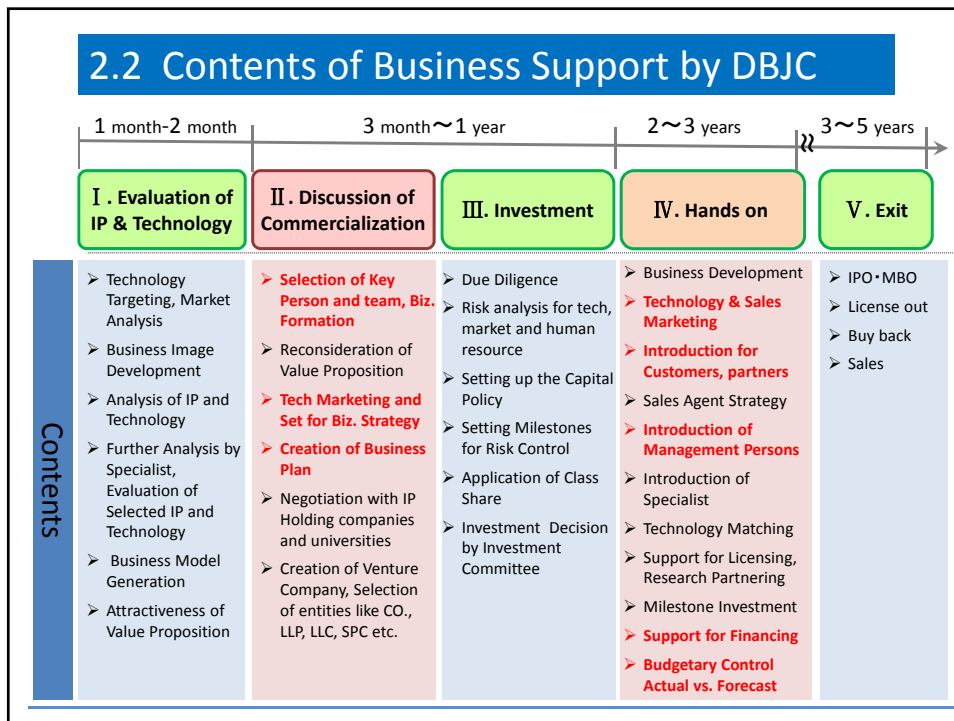 2.2 Contents of Business Support by DBJC
1 month-2 month
3 month～1 year
2～3 years
3～5 years
Ⅰ. Evaluation of
IP & Technology
Ⅱ. Discussion of
Commercialization
Ⅲ. Investment
Ⅳ. Hands on
Ⅴ. Exit
Contents
➢ Technology
Targeting, Market
Analysis
➢ Business Image
Development
➢ Analysis of IP and
Technology
➢ Further Analysis by
Specialist,
Evaluation of
Selected IP and
Technology
➢ Business Model
Generation
➢ Attractiveness of
Value Proposition
➢ Selection of Key
Person and team, Biz.
Formation
➢ Reconsideration of
Value Proposition
➢ Tech Marketing and
Set for Biz. Strategy
➢ Creation of Business
Plan
➢ Negotiation with IP
Holding companies
and universities
➢ Creation of Venture
Company, Selection
of entities like CO.,
LLP, LLC, SPC etc.
➢ Due Diligence
➢ Risk analysis for tech,
market and human
resource
➢ Setting up the Capital
Policy
➢ Setting Milestones
for Risk Control
➢ Application of Class
Share
➢ Investment Decision
by Investment
Committee
➢ Business Development
➢ Technology & Sales
Marketing
➢ Introduction for
Customers, partners
➢ Sales Agent Strategy
➢ Introduction of
Management Persons
➢ Introduction of
Specialist
➢ Technology Matching
➢ Support for Licensing,
Research Partnering
➢ Milestone Investment
➢ Support for Financing
➢ Budgetary Control
Actual vs. Forecast
➢ IPO・MBO
➢ License out
➢ Buy back
➢ Sales